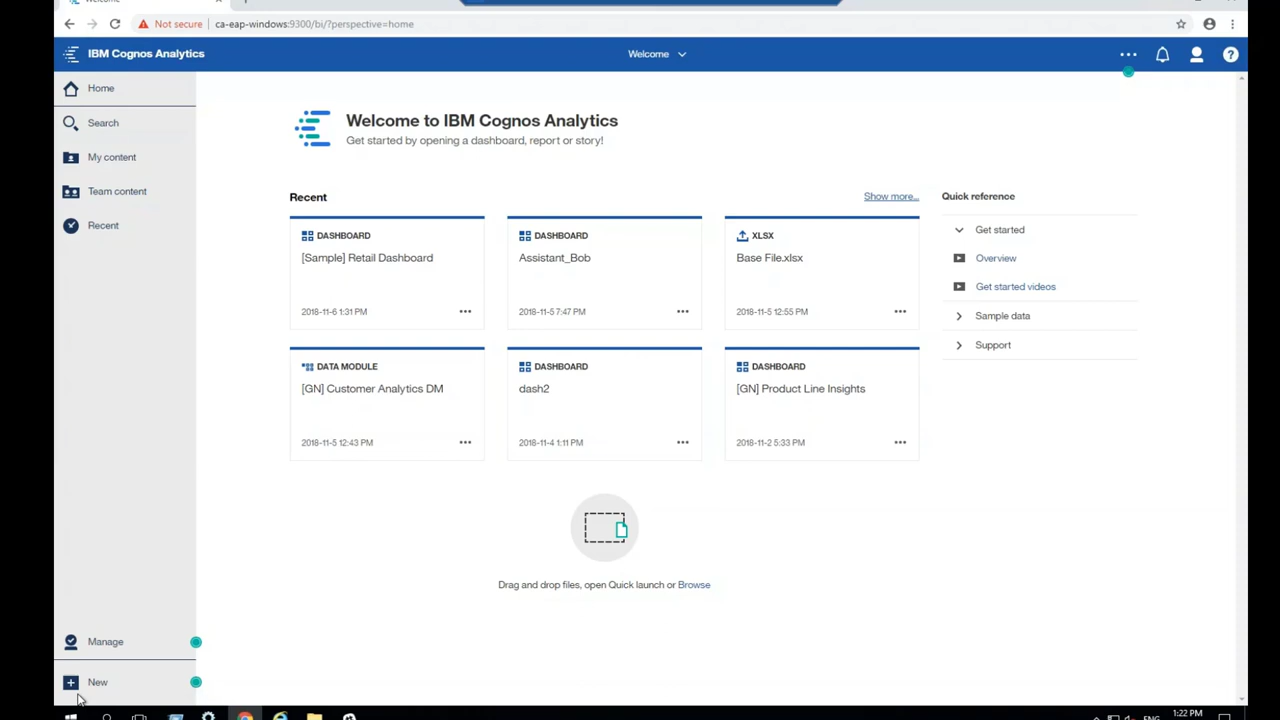 Welcome
Not secure
ca-eap-windows:9300/bi/?perspective=home
IBM Cognos Analytics
Welcome
Home
Search
My content
Team content
Recent
Manage
New
Welcome to IBM Cognos Analytics
Get started by opening a dashboard, report or story!
Recent
Show more...
DASHBOARD
[Sample] Retail Dashboard
2018-11-6 1:31 PM
DASHBOARD
Assistant_Bob
2018-11-5 7:47 PM
XLSX
Base File.xlsx
2018-11-5 12:55 PM
DATA MODULE
[GN] Customer Analytics DM
2018-11-5 12:43 PM
DASHBOARD
dash2
2018-11-4 1:11 PM
DASHBOARD
[GN] Product Line Insights
2018-11-2 5:33 PM
Drag and drop files, open Quick launch or Browse
Quick reference
Get started
Overview
Get started videos
Sample data
Support
ENG
1:22 PM